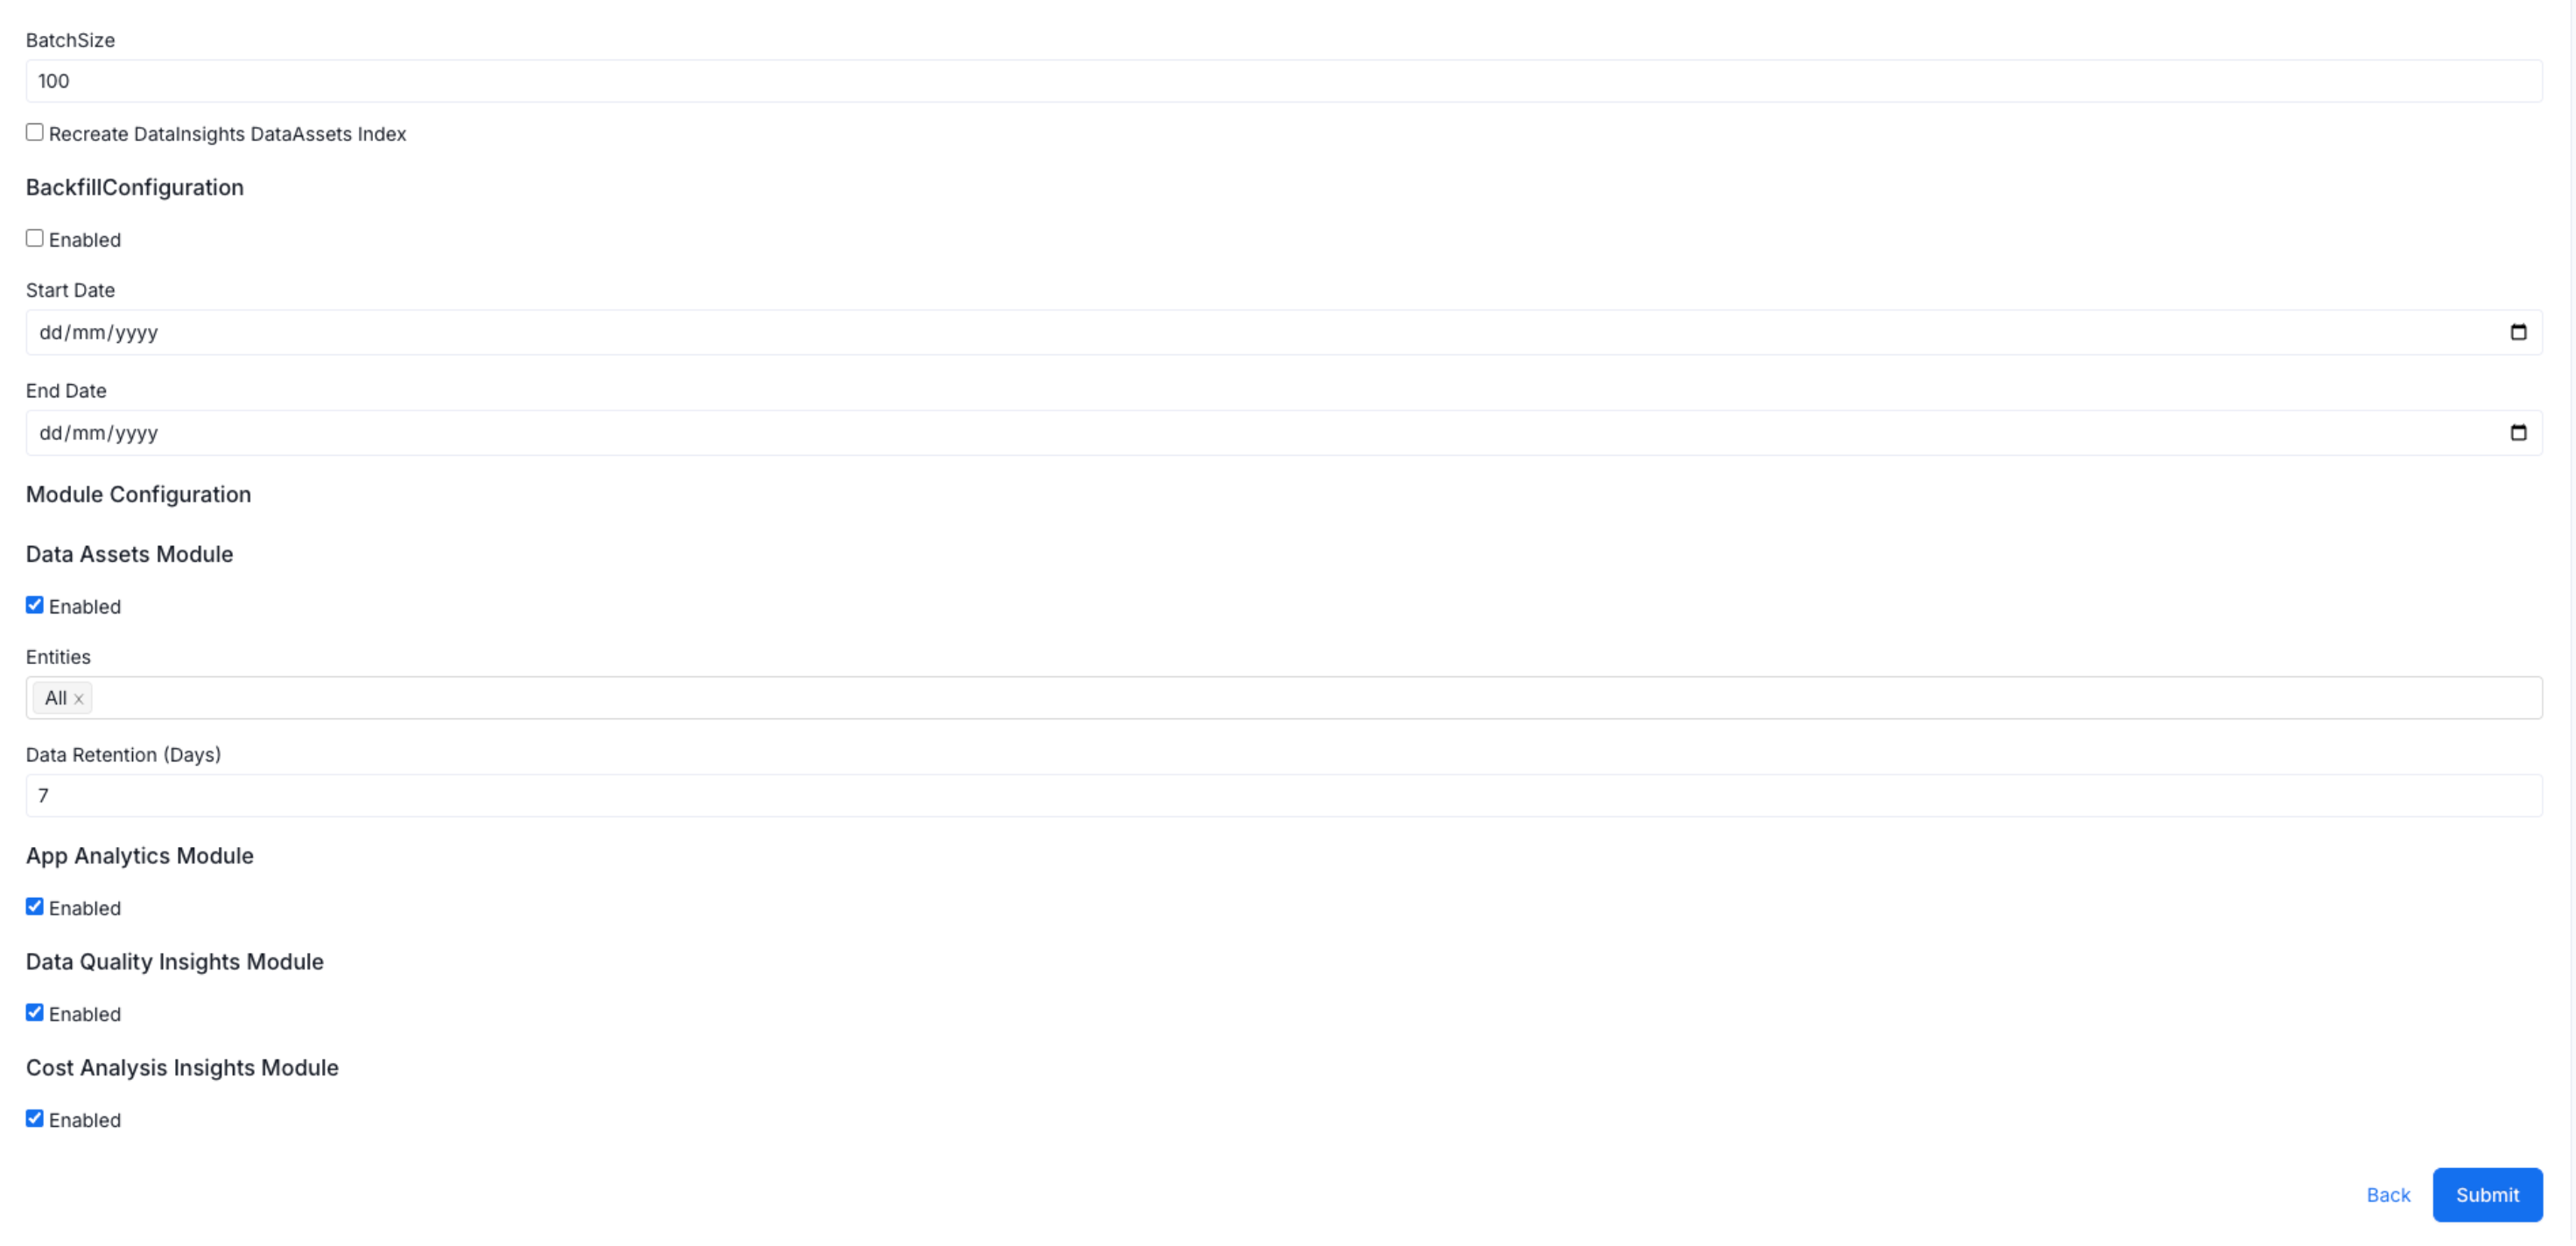 BatchSize
100
Recreate DataInsights DataAssets Index
BackfillConfiguration
Enabled
Start Date
dd/mm/yyyy
End Date
dd/mm/yyyy
Module Configuration
Data Assets Module
Enabled
Entities
All
Data Retention (Days)
7
App Analytics Module
Enabled
Data Quality Insights Module
Enabled
Cost Analysis Insights Module
Enabled
Back Submit